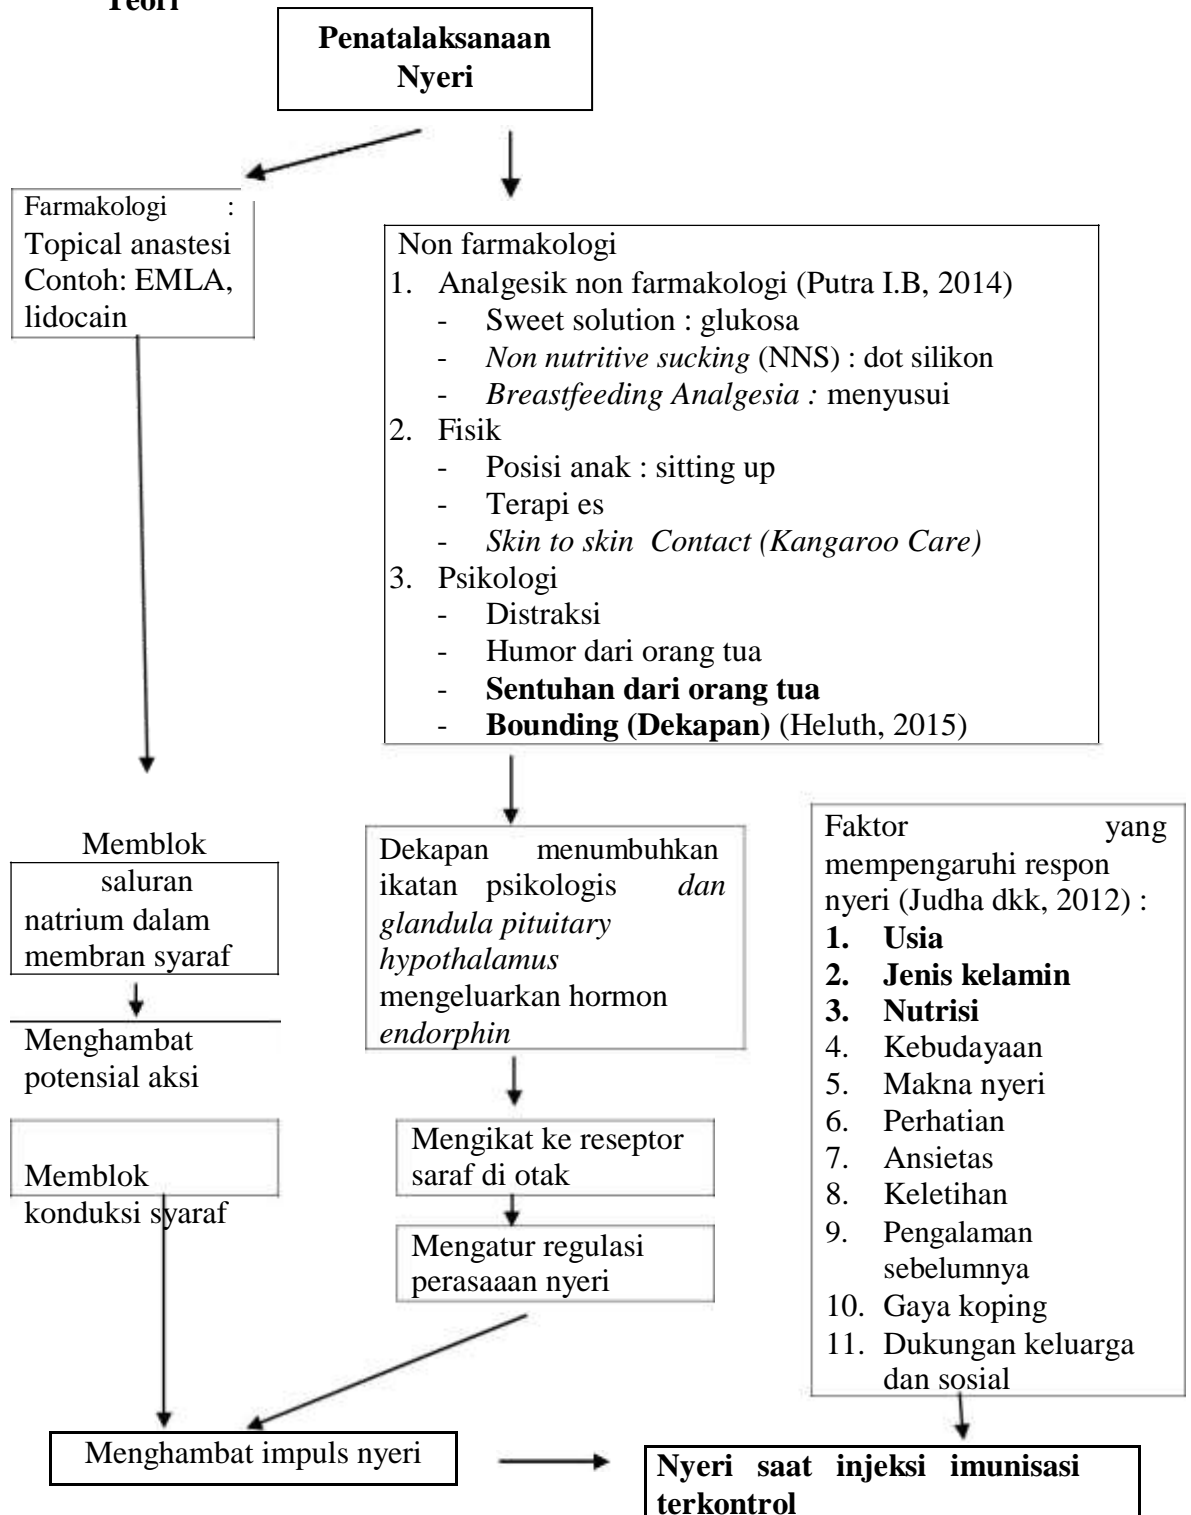 Teori
Penatalaksanaan
Nyeri
Farmakologi :
Topical anastesi
Contoh: EMLA,
lidocain
Non farmakologi
1. Analgesik non farmakologi (Putra I.B, 2014)
- Sweet solution : glukosa
- Non nutritive sucking (NNS) : dot silikon
- Breastfeeding Analgesia : menyusui
2. Fisik
- Posisi anak : sitting up
- Terapi es
- Skin to skin Contact (Kangaroo Care)
3. Psikologi
- Distraksi
- Humor dari orang tua
- Sentuhan dari orang tua
- Bounding (Dekapan) (Heluth, 2015)
Memblok
saluran
natrium dalam
membran syaraf
Menghambat
potensial aksi
Memblok
konduksi syaraf
Dekapan menumbuhkan
ikatan psikologis dan
glandula pituitary
hypothalamus
mengeluarkan hormon
endorphin
Mengikat ke reseptor
saraf di otak
Mengatur regulasi
perasaaan nyeri
Faktor yang
mempengaruhi respon
nyeri (Judha dkk, 2012) :
1. Usia
2. Jenis kelamin
3. Nutrisi
4. Kebudayaan
5. Makna nyeri
6. Perhatian
7. Ansietas
8. Keletihan
9. Pengalaman
sebelumnya
10. Gaya koping
11. Dukungan keluarga
dan sosial
Menghambat impuls nyeri
Nyeri saat injeksi imunisasi
terkontrol